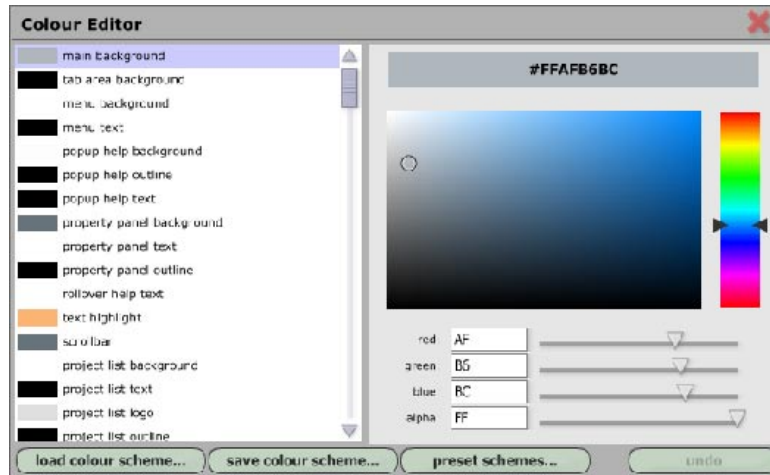 Colour Editor
main background
tab area background
menu background
menu text
popup help background
popup help outline
popup help text
property panel background
property panel text
property panel outline
rollover help text
text highlight
scrollbar
project list background
project list text
project list logo
project list outline
#FFAFB6BC
red AF
green B6
blue BC
alpha FF
load colour scheme...
save colour scheme...
preset schemes...
undo